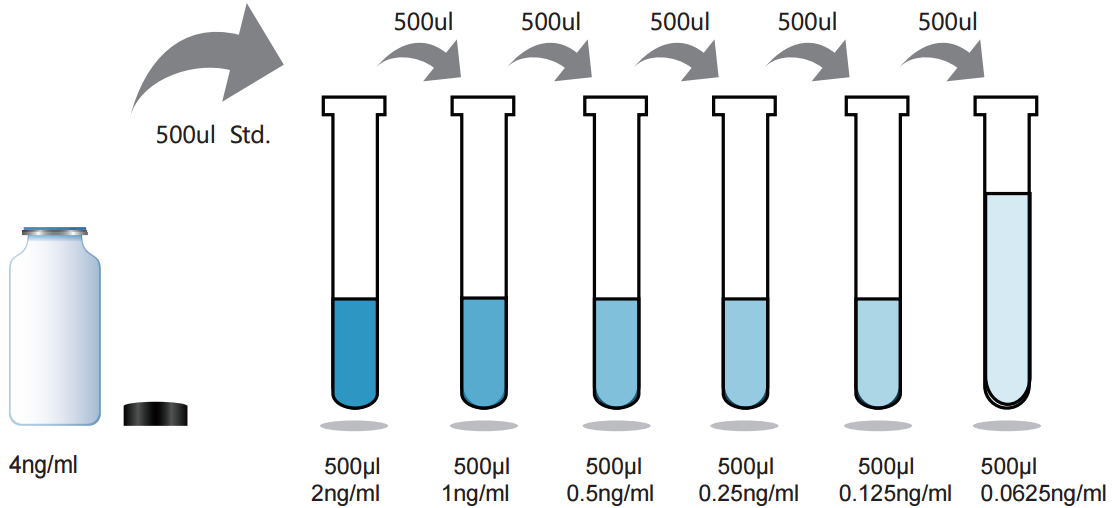 500ul 500ul 500ul 500ul 500ul
500ul Std.
4ng/ml
500µl 500µl 500µl 500µl 500µl 500µl
2ng/ml 1ng/ml 0.5ng/ml 0.25ng/ml 0.125ng/ml 0.0625ng/ml